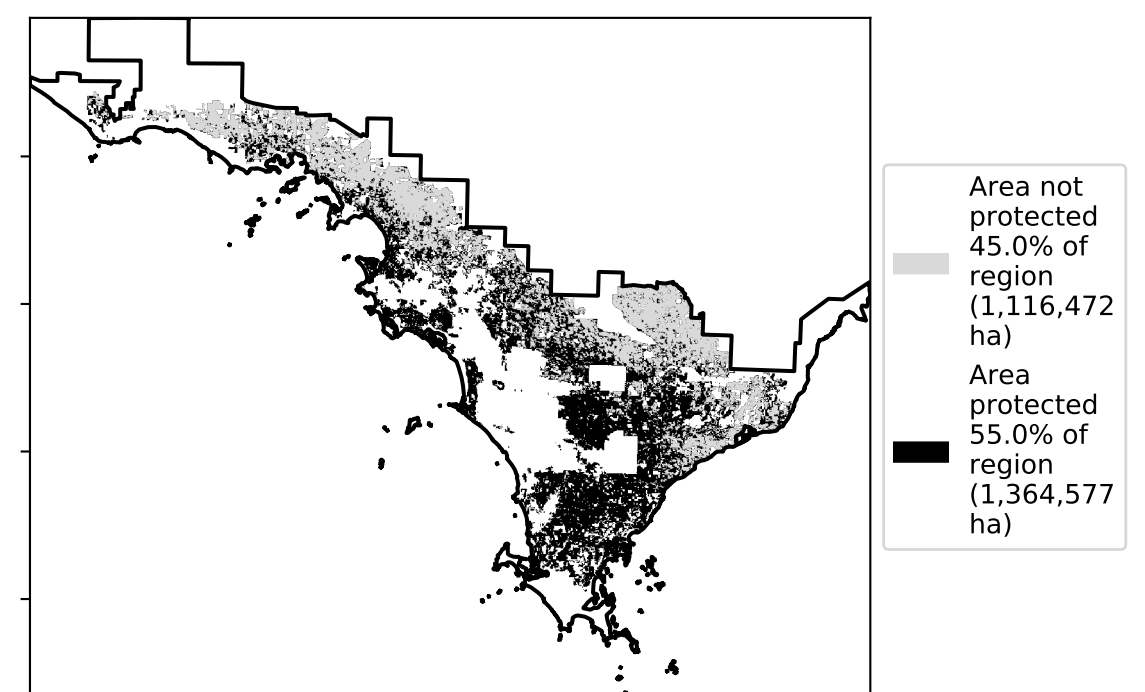 Area not
protected
45.0% of
region
(1,116,472
ha)
Area
protected
55.0% of
region
(1,364,577
ha)